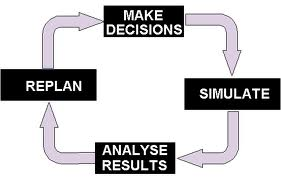 MAKE
DECISIONS
SIMULATE
ANALYSE
RESULTS
REPLAN